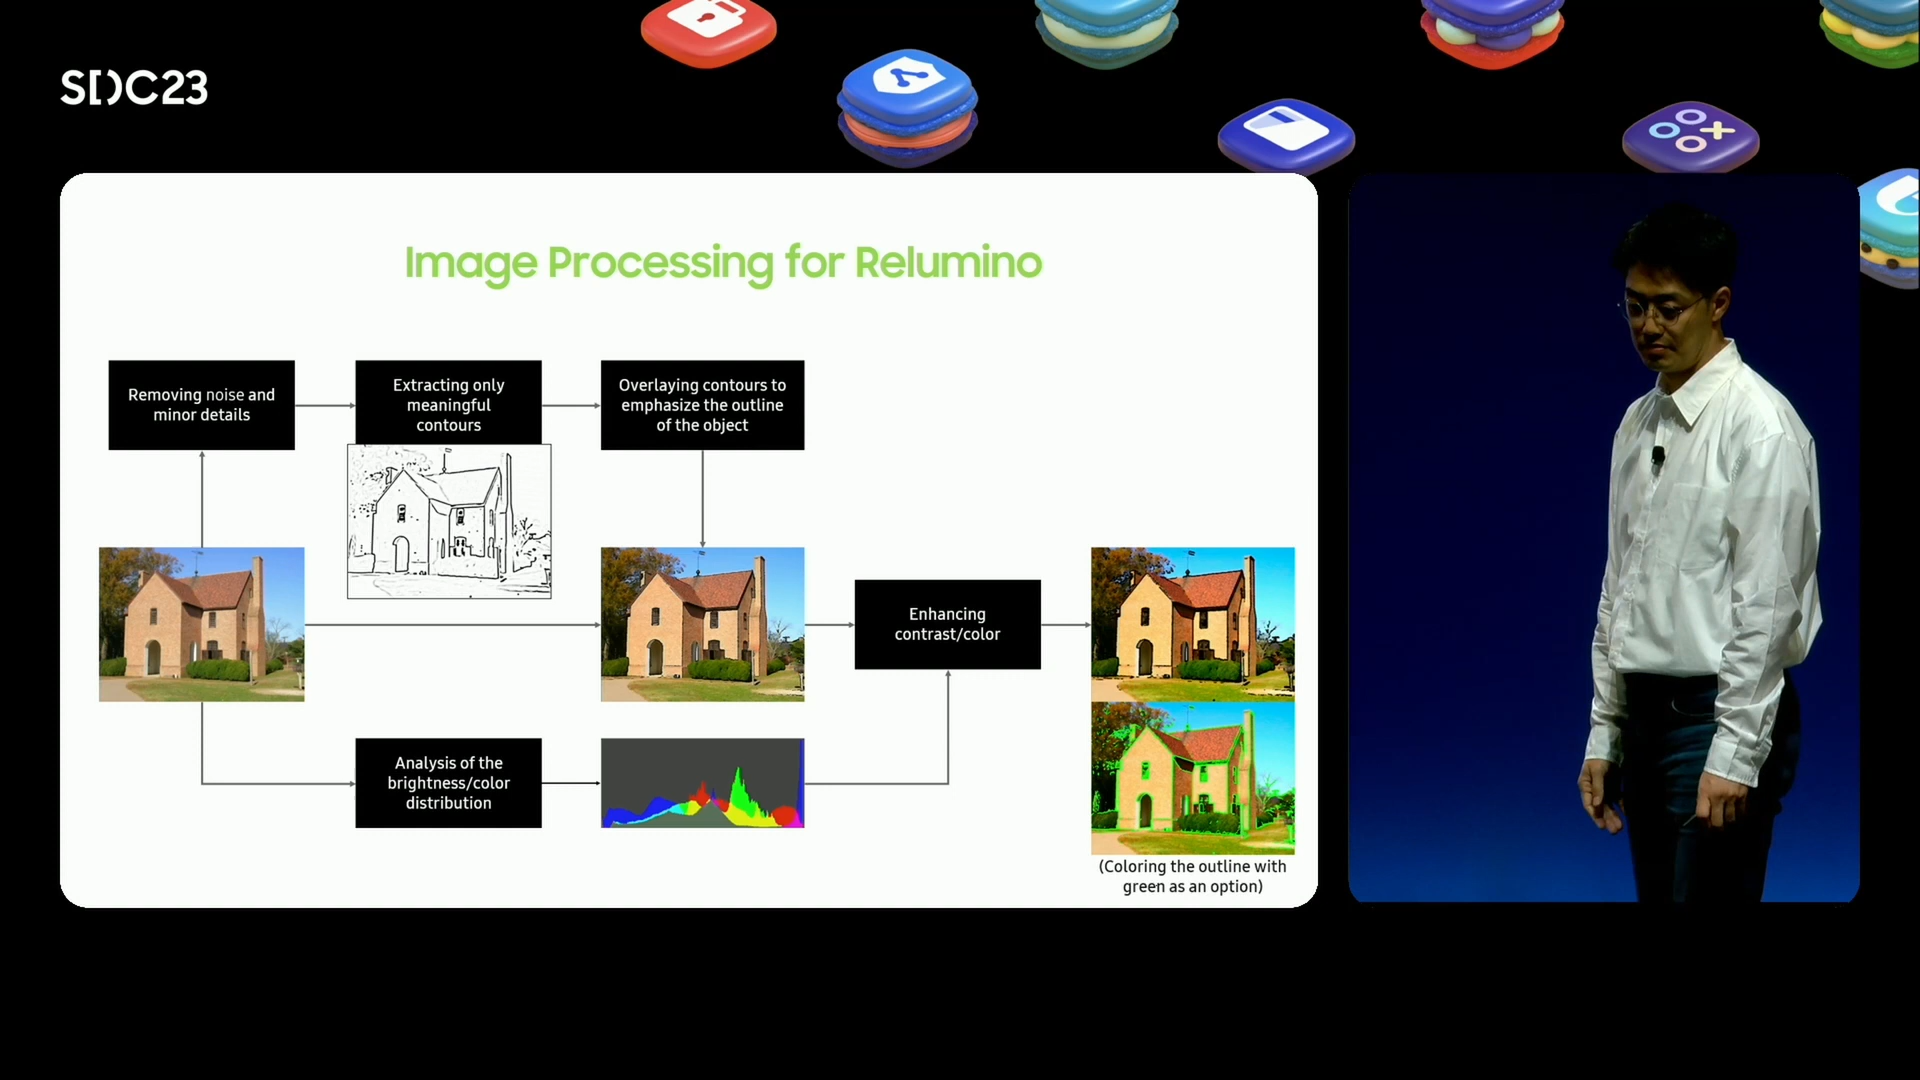 SDC23
Image Processing for Relumino
Removing noise and
minor details
Extracting only
meaningful
contours
Overlaying contours to
emphasize the outline
of the object
Enhancing
contrast/color
Analysis of the
brightness/color
distribution
(Coloring the outline with
green as an option)